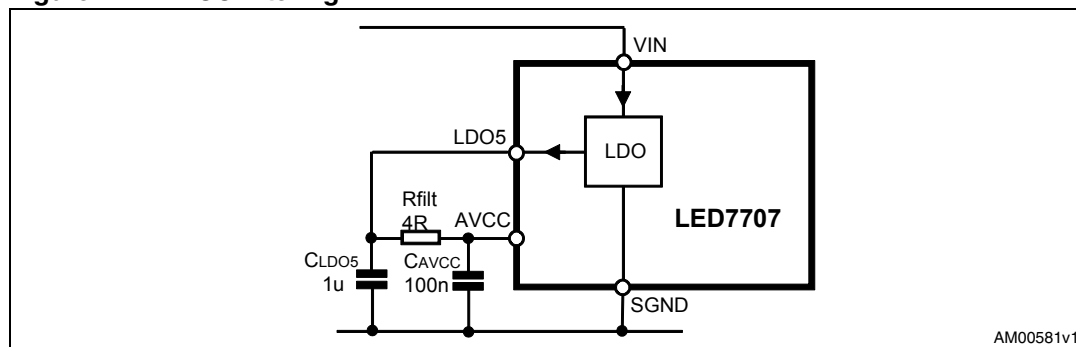 VIN
LDO5
LDO
Rfilt
4R
AVCC
LED7707
CLDO5
1u
CAVCC
100n
SGND
AM00581v1